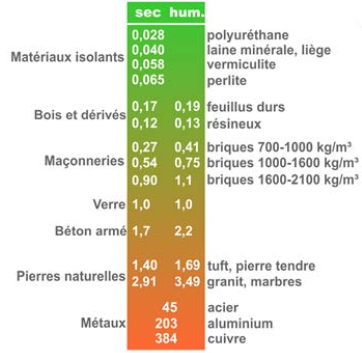 sec hum.
0,028 polyuréthane
0,040 laine minérale, liège
Matériaux isolants 0,058 vermiculite
0,065 perlite
0,17 0,19 feuillus durs
Bois et dérivés
0,12 0,13 résineux
0,27 0,41 briques 700-1000 kg/m³
Maçonneries 0,54 0,75 briques 1000-1600 kg/m³
0,90 1,1 briques 1600-2100 kg/m³
Verre 1,0 1,0
Béton armé 1,7 2,2
1,40 1,69 tuft, pierre tendre
Pierres naturelles 2,91 3,49 granit, marbres
45 acier
Métaux 203 aluminium
384 cuivre